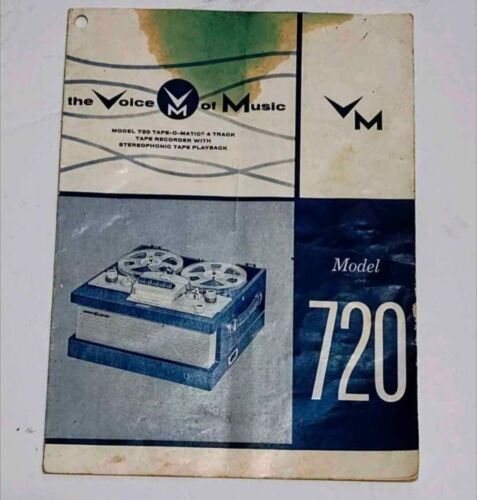 the Voice VM of Music
MODEL 720 TAPE-O-MATIC® 4 TRACK
TAPE RECORDER WITH
STEREOPHONIC TAPE PLAYBACK
VM
Model
720